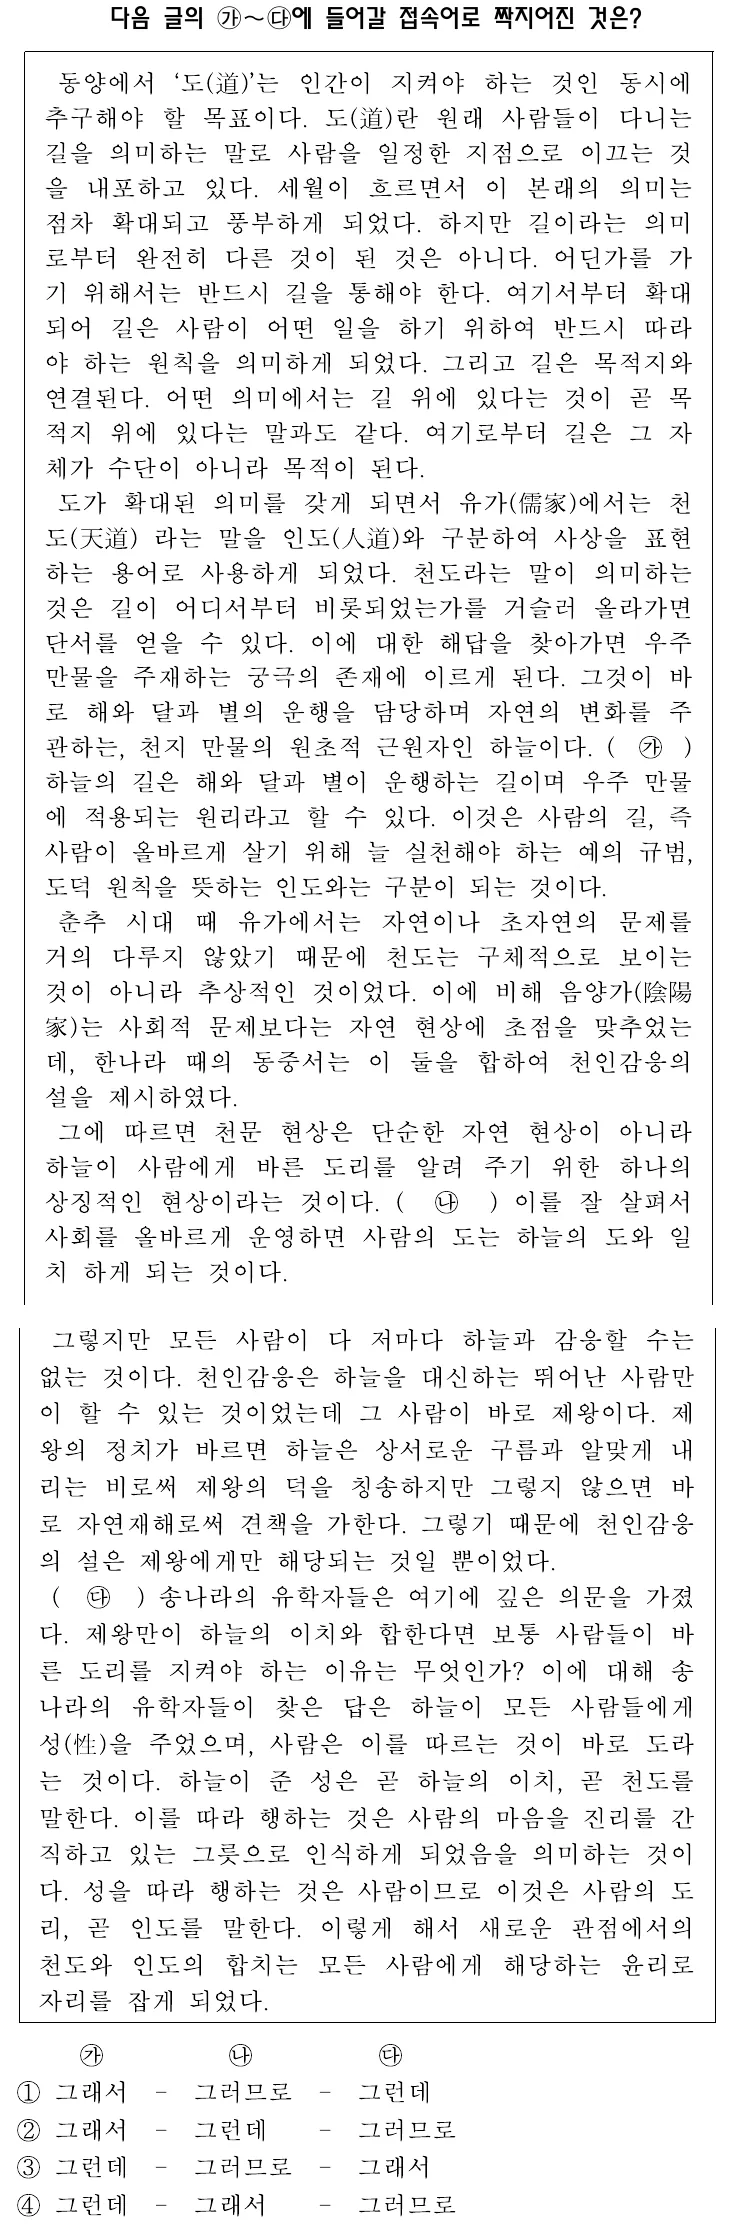 다음 글의 ㉮～㉰에 들어갈 접속어로 짝지어진 것은?
동양에서 ‘도(道)’는 인간이 지켜야 하는 것인 동시에
추구해야 할 목표이다. 도(道)란 원래 사람들이 다니는
길을 의미하는 말로 사람을 일정한 지점으로 이끄는 것
을 내포하고 있다. 세월이 흐르면서 이 본래의 의미는
점차 확대되고 풍부하게 되었다. 하지만 길이라는 의미
로부터 완전히 다른 것이 된 것은 아니다. 어딘가를 가
기 위해서는 반드시 길을 통해야 한다. 여기서부터 확대
되어 길은 사람이 어떤 일을 하기 위하여 반드시 따라
야 하는 원칙을 의미하게 되었다. 그리고 길은 목적지와
연결된다. 어떤 의미에서는 길 위에 있다는 것이 곧 목
적지 위에 있다는 말과도 같다. 여기로부터 길은 그 자
체가 수단이 아니라 목적이 된다.
도가 확대된 의미를 갖게 되면서 유가(儒家)에서는 천
도(天道) 라는 말을 인도(人道)와 구분하여 사상을 표현
하는 용어로 사용하게 되었다. 천도라는 말이 의미하는
것은 길이 어디서부터 비롯되었는가를 거슬러 올라가면
단서를 얻을 수 있다. 이에 대한 해답을 찾아가면 우주
만물을 주재하는 궁극의 존재에 이르게 된다. 그것이 바
로 해와 달과 별의 운행을 담당하며 자연의 변화를 주
관하는, 천지 만물의 원초적 근원자인 하늘이다. ( ㉮ )
하늘의 길은 해와 달과 별이 운행하는 길이며 우주 만물
에 적용되는 원리라고 할 수 있다. 이것은 사람의 길, 즉
사람이 올바르게 살기 위해 늘 실천해야 하는 예의 규범,
도덕 원칙을 뜻하는 인도와는 구분이 되는 것이다.
춘추 시대 때 유가에서는 자연이나 초자연의 문제를
거의 다루지 않았기 때문에 천도는 구체적으로 보이는
것이 아니라 추상적인 것이었다. 이에 비해 음양가(陰陽
家)는 사회적 문제보다는 자연 현상에 초점을 맞추었는
데, 한나라 때의 동중서는 이 둘을 합하여 천인감응의
설을 제시하였다.
그에 따르면 천문 현상은 단순한 자연 현상이 아니라
하늘이 사람에게 바른 도리를 알려 주기 위한 하나의
상징적인 현상이라는 것이다. ( ㉯ ) 이를 잘 살펴서
사회를 올바르게 운영하면 사람의 도는 하늘의 도와 일
치 하게 되는 것이다.
그렇지만 모든 사람이 다 저마다 하늘과 감응할 수는
없는 것이다. 천인감응은 하늘을 대신하는 뛰어난 사람만
이 할 수 있는 것이었는데 그 사람이 바로 제왕이다. 제
왕의 정치가 바르면 하늘은 상서로운 구름과 알맞게 내
리는 비로써 제왕의 덕을 칭송하지만 그렇지 않으면 바
로 자연재해로써 견책을 가한다. 그렇기 때문에 천인감응
의 설은 제왕에게만 해당되는 것일 뿐이었다.
( ㉰ ) 송나라의 유학자들은 여기에 깊은 의문을 가졌
다. 제왕만이 하늘의 이치와 합한다면 보통 사람들이 바
른 도리를 지켜야 하는 이유는 무엇인가? 이에 대해 송
나라의 유학자들이 찾은 답은 하늘이 모든 사람들에게
성(性)을 주었으며, 사람은 이를 따르는 것이 바로 도라
는 것이다. 하늘이 준 성은 곧 하늘의 이치, 곧 천도를
말한다. 이를 따라 행하는 것은 사람의 마음을 진리를 간
직하고 있는 그릇으로 인식하게 되었음을 의미하는 것이
다. 성을 따라 행하는 것은 사람이므로 이것은 사람의 도
리, 곧 인도를 말한다. 이렇게 해서 새로운 관점에서의
천도와 인도의 합치는 모든 사람에게 해당하는 윤리로
자리를 잡게 되었다.
㉮ ㉯ ㉰
① 그래서 - 그러므로 - 그런데
② 그래서 - 그런데 - 그러므로
③ 그런데 - 그러므로 - 그래서
④ 그런데 - 그래서 - 그러므로